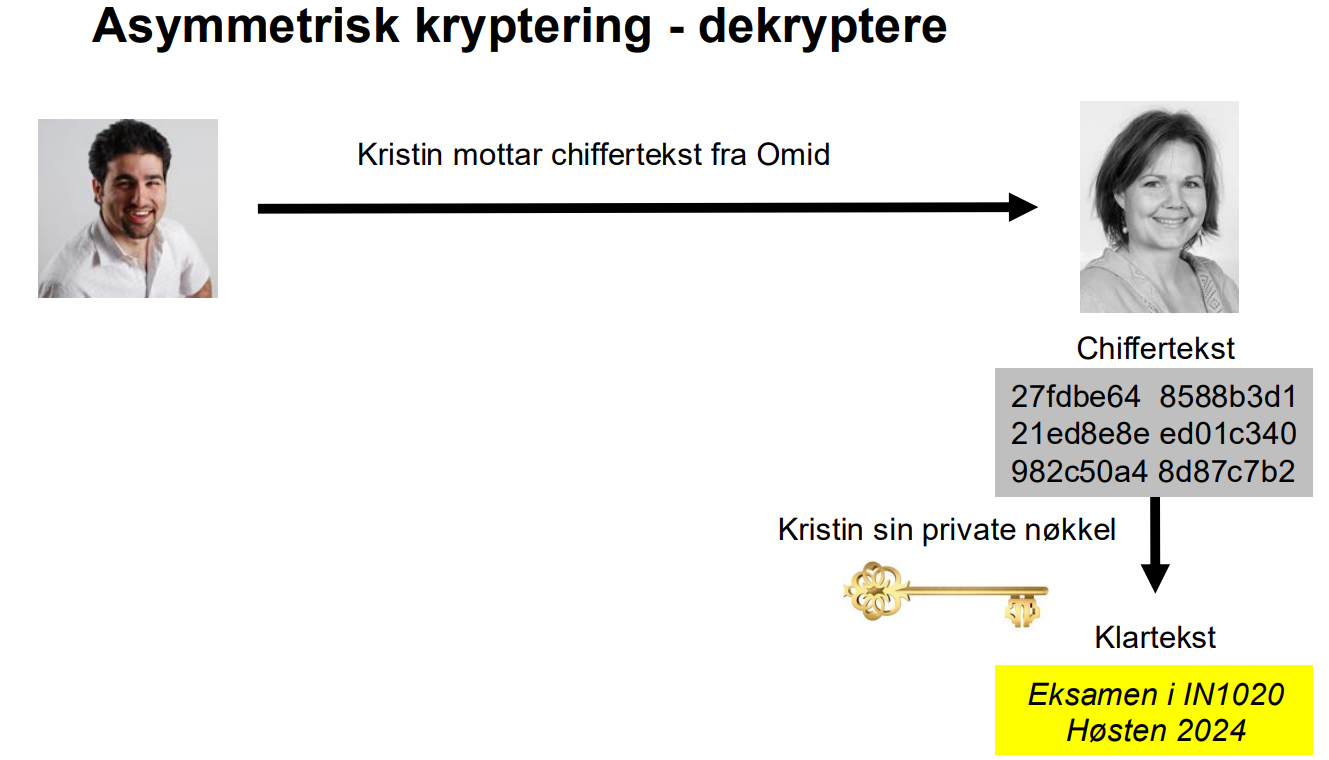 Asymmetrisk kryptering - dekryptere
Kristin mottar chiffertekst fra Omid
Chiffertekst
27fdbe64 8588b3d1
21ed8e8e ed01c340
982c50a4 8d87c7b2
Kristin sin private nøkkel
Klartekst
Eksamen i IN1020
Høsten 2024